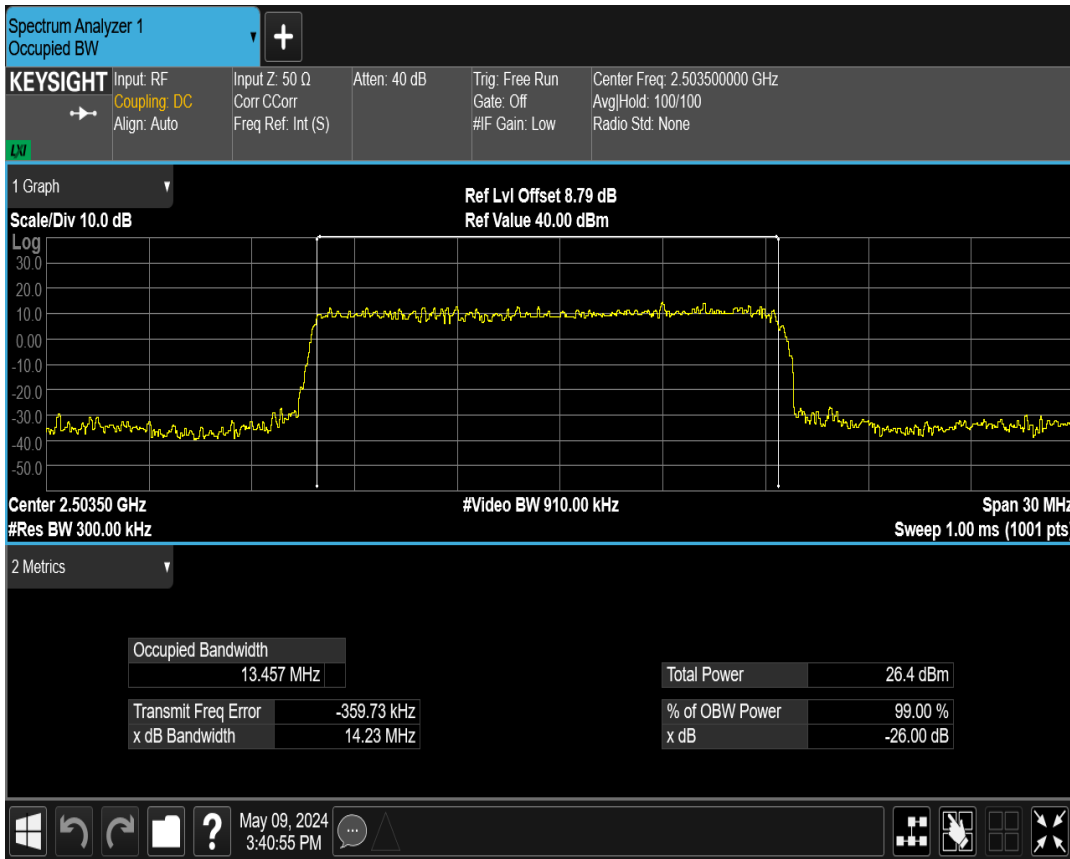 Spectrum Analyzer 1
Occupied BW
+
KEYSIGHT
LXI
Input: RF
Coupling: DC
Align: Auto
Input Z: 50 Ω
Corr CCorr
Freq Ref: Int (S)
Atten: 40 dB
Trig: Free Run
Gate: Off
#IF Gain: Low
Center Freq: 2.503500000 GHz
Avg|Hold: 100/100
Radio Std: None
1 Graph
Scale/Div 10.0 dB
Ref Lvl Offset 8.79 dB
Ref Value 40.00 dBm
Log
30.0
20.0
10.0
0.00
-10.0
-20.0
-30.0
-40.0
-50.0
Center 2.50350 GHz
#Video BW 910.00 kHz
Span 30 MHz
#Res BW 300.00 kHz
Sweep 1.00 ms (1001 pts)
2 Metrics
Occupied Bandwidth
13.457 MHz
Total Power 26.4 dBm
Transmit Freq Error -359.73 kHz
% of OBW Power 99.00 %
x dB Bandwidth 14.23 MHz
x dB -26.00 dB
?
May 09, 2024
3:40:55 PM